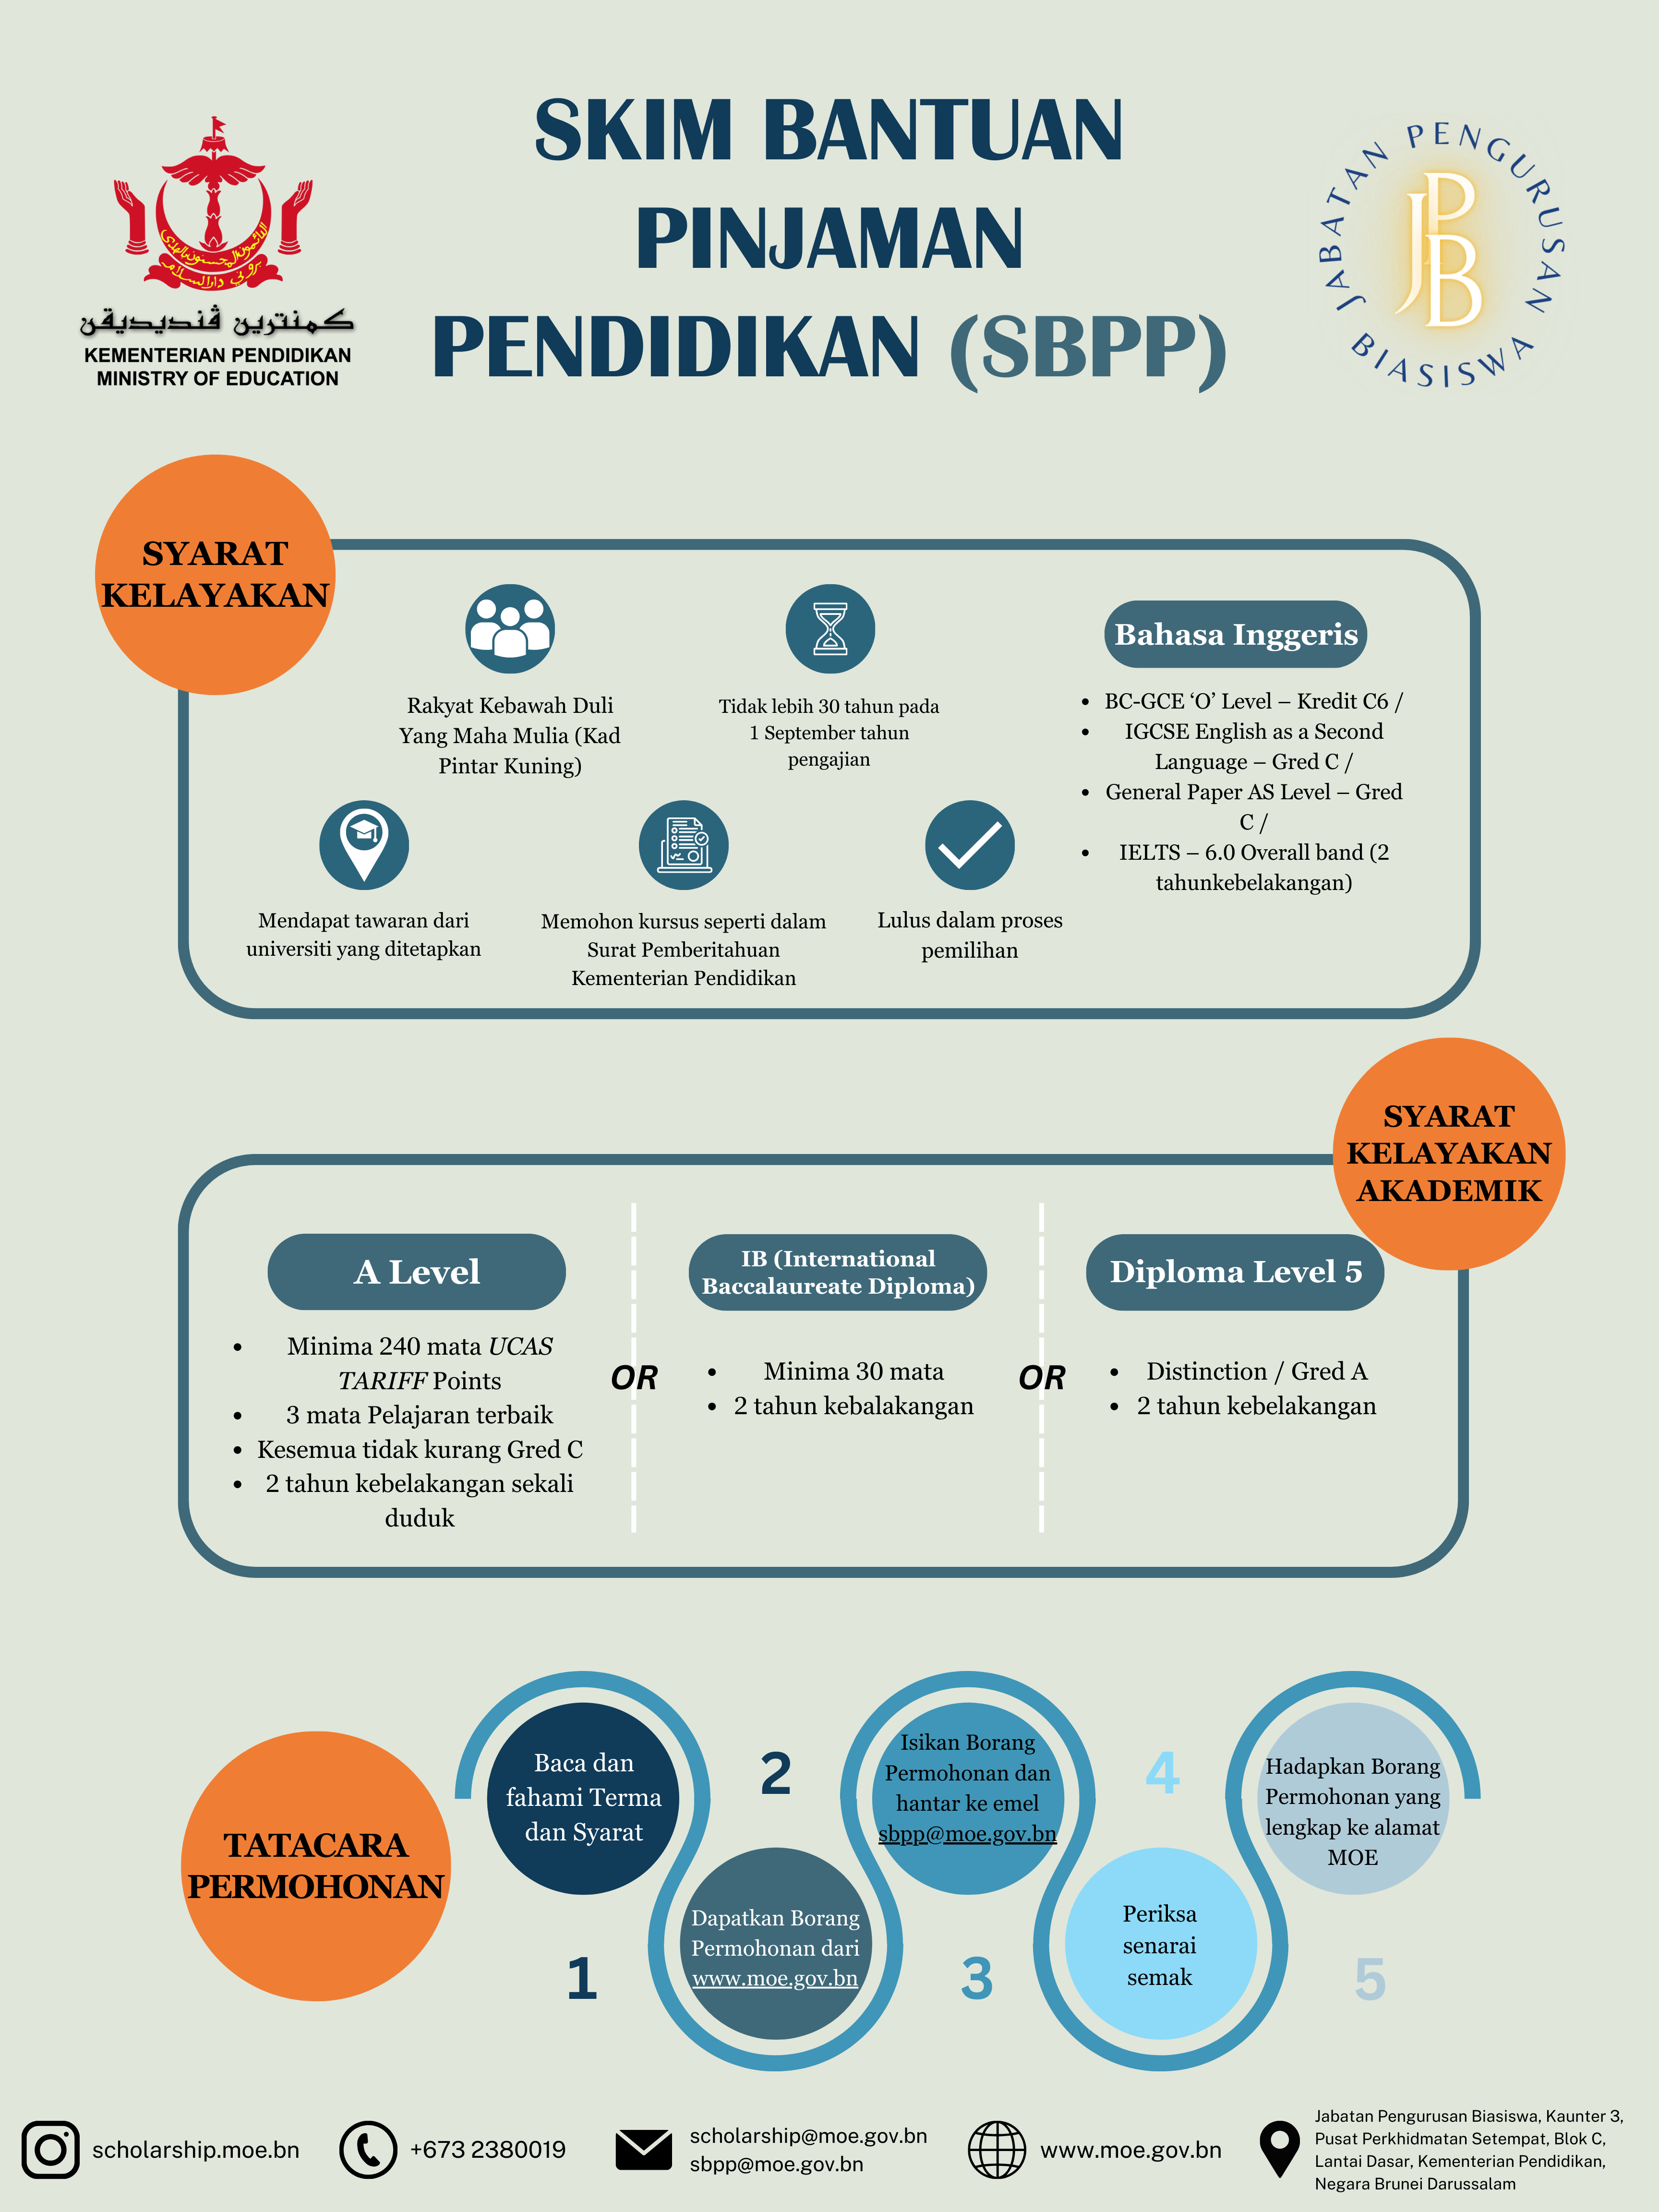 SKIM BANTUAN
PINJAMAN
PENDIDIKAN (SBPP)
القائمون المحسنون بالهدى
بروني دارالسلام
كمنترين ڤنديديقن
KEMENTERIAN PENDIDIKAN
MINISTRY OF EDUCATION
JABATAN PENGURUSAN
BIASISWA
JPB
SYARAT
KELAYAKAN
Rakyat Kebawah Duli
Yang Maha Mulia (Kad
Pintar Kuning)
Tidak lebih 30 tahun pada
1 September tahun
pengajian
Mendapat tawaran dari
universiti yang ditetapkan
Memohon kursus seperti dalam
Surat Pemberitahuan
Kementerian Pendidikan
Lulus dalam proses
pemilihan
Bahasa Inggeris
• BC-GCE ‘O’ Level – Kredit C6 /
• IGCSE English as a Second
Language – Gred C /
• General Paper AS Level – Gred
C /
• IELTS – 6.0 Overall band (2
tahunkebelakangan)
SYARAT
KELAYAKAN
AKADEMIK
A Level
• Minima 240 mata UCAS
TARIFF Points
• 3 mata Pelajaran terbaik
• Kesemua tidak kurang Gred C
• 2 tahun kebelakangan sekali
duduk
OR
IB (International
Baccalaureate Diploma)
• Minima 30 mata
• 2 tahun kebalakangan
OR
Diploma Level 5
• Distinction / Gred A
• 2 tahun kebelakangan
TATACARA
PERMOHONAN
1
Baca dan
fahami Terma
dan Syarat
2
Dapatkan Borang
Permohonan dari
www.moe.gov.bn
3
Isikan Borang
Permohonan dan
hantar ke emel
sbpp@moe.gov.bn
4
Periksa
senarai
semak
5
Hadapkan Borang
Permohonan yang
lengkap ke alamat
MOE
scholarship.moe.bn
+673 2380019
scholarship@moe.gov.bn
sbpp@moe.gov.bn
www.moe.gov.bn
Jabatan Pengurusan Biasiswa, Kaunter 3,
Pusat Perkhidmatan Setempat, Blok C,
Lantai Dasar, Kementerian Pendidikan,
Negara Brunei Darussalam